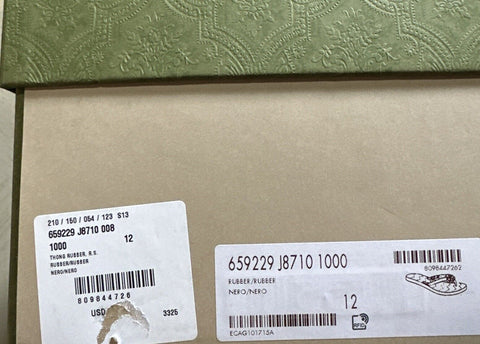 210 / 150 / 054 / 123 S13
659229 J8710 008
1000
12
THONG RUBBER, R.S.
RUBBER/RUBBER
NERO/NERO
809844726
USD
3325
659229 J8710 1000
8098447262
RUBBER/RUBBER
NERO/NERO
12
ECAG101715A
RFID